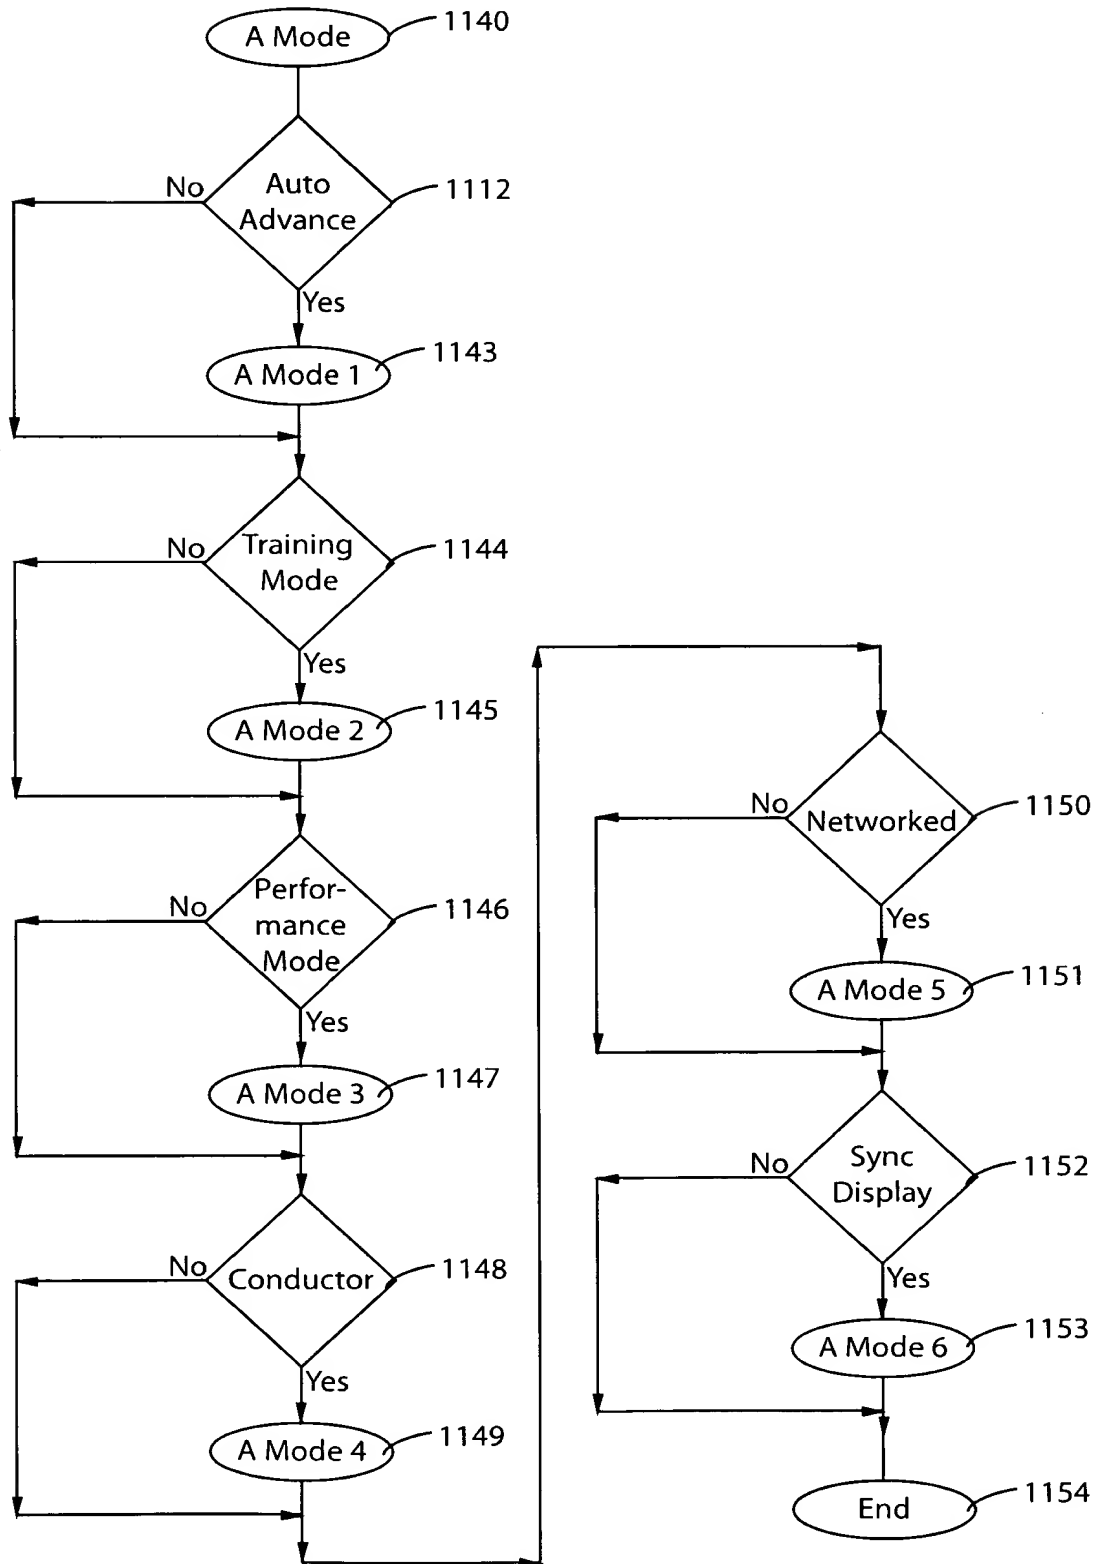 A Mode
1140
No
Auto
Advance
1112
Yes
A Mode 1
1143
No
Training
Mode
1144
Yes
A Mode 2
1145
No
Perfor-
mance
Mode
1146
Yes
A Mode 3
1147
No
Conductor
1148
Yes
A Mode 4
1149
No
Networked
1150
Yes
A Mode 5
1151
No
Sync
Display
1152
Yes
A Mode 6
1153
End
1154